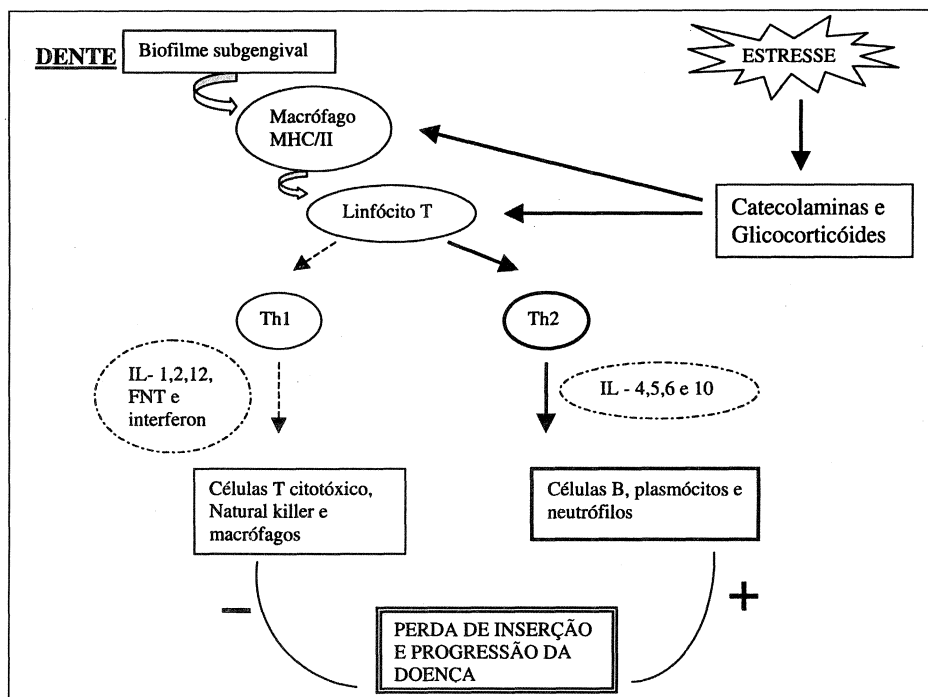 DENTE
Biofilme subgengival
ESTRESSE
Macrófago
MHC/II
Linfócito T
Catecolaminas e
Glicocorticóides
Th1
Th2
IL- 1,2,12,
FNT e
interferon
IL - 4,5,6 e 10
Células T citotóxico,
Natural killer e
macrófagos
Células B, plasmócitos e
neutrófilos
–
+
PERDA DE INSERÇÃO
E PROGRESSÃO DA
DOENÇA